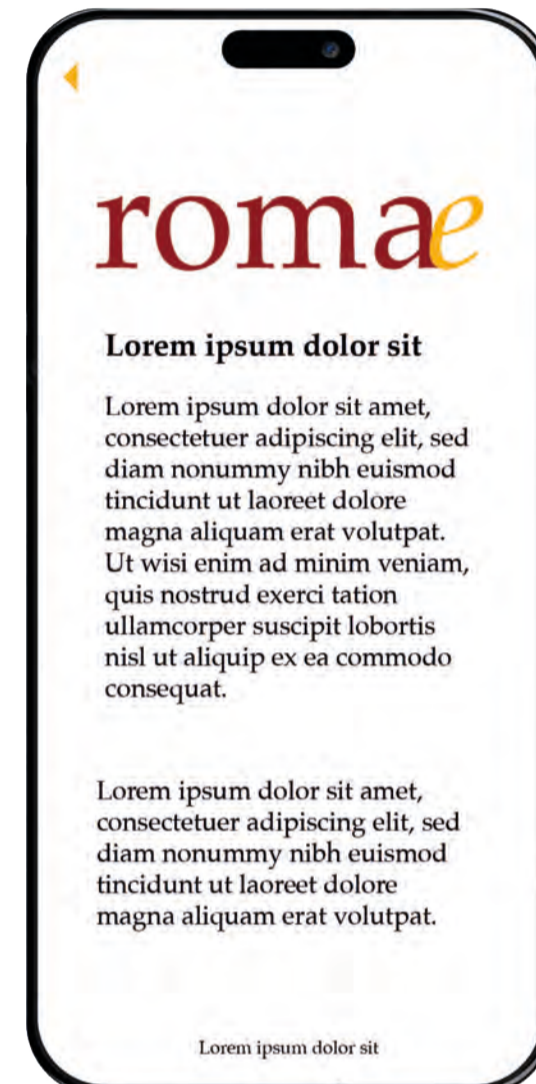 romae
Lorem ipsum dolor sit
Lorem ipsum dolor sit amet,
consectetuer adipiscing elit, sed
diam nonummy nibh euismod
tincidunt ut laoreet dolore
magna aliquam erat volutpat.
Ut wisi enim ad minim veniam,
quis nostrud exerci tation
ullamcorper suscipit lobortis
nisl ut aliquip ex ea commodo
consequat.
Lorem ipsum dolor sit amet,
consectetuer adipiscing elit, sed
diam nonummy nibh euismod
tincidunt ut laoreet dolore
magna aliquam erat volutpat.
Lorem ipsum dolor sit